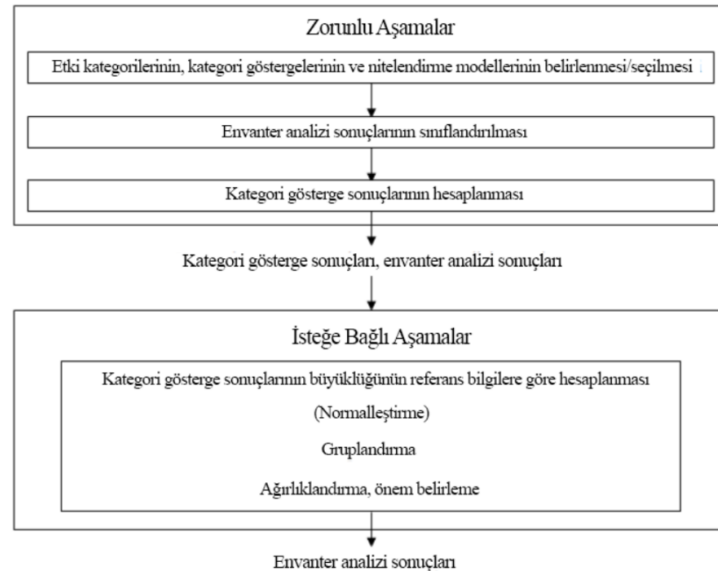 Zorunlu Aşamalar
Etki kategorilerinin, kategori göstergelerinin ve nitelendirme modellerinin belirlenmesi/seçilmesi
Envanter analizi sonuçlarının sınıflandırılması
Kategori gösterge sonuçlarının hesaplanması
Kategori gösterge sonuçları, envanter analizi sonuçları
İsteğe Bağlı Aşamalar
Kategori gösterge sonuçlarının büyüklüğünün referans bilgilere göre hesaplanması
(Normalleştirme)
Gruplandırma
Ağırlıklandırma, önem belirleme
Envanter analizi sonuçları